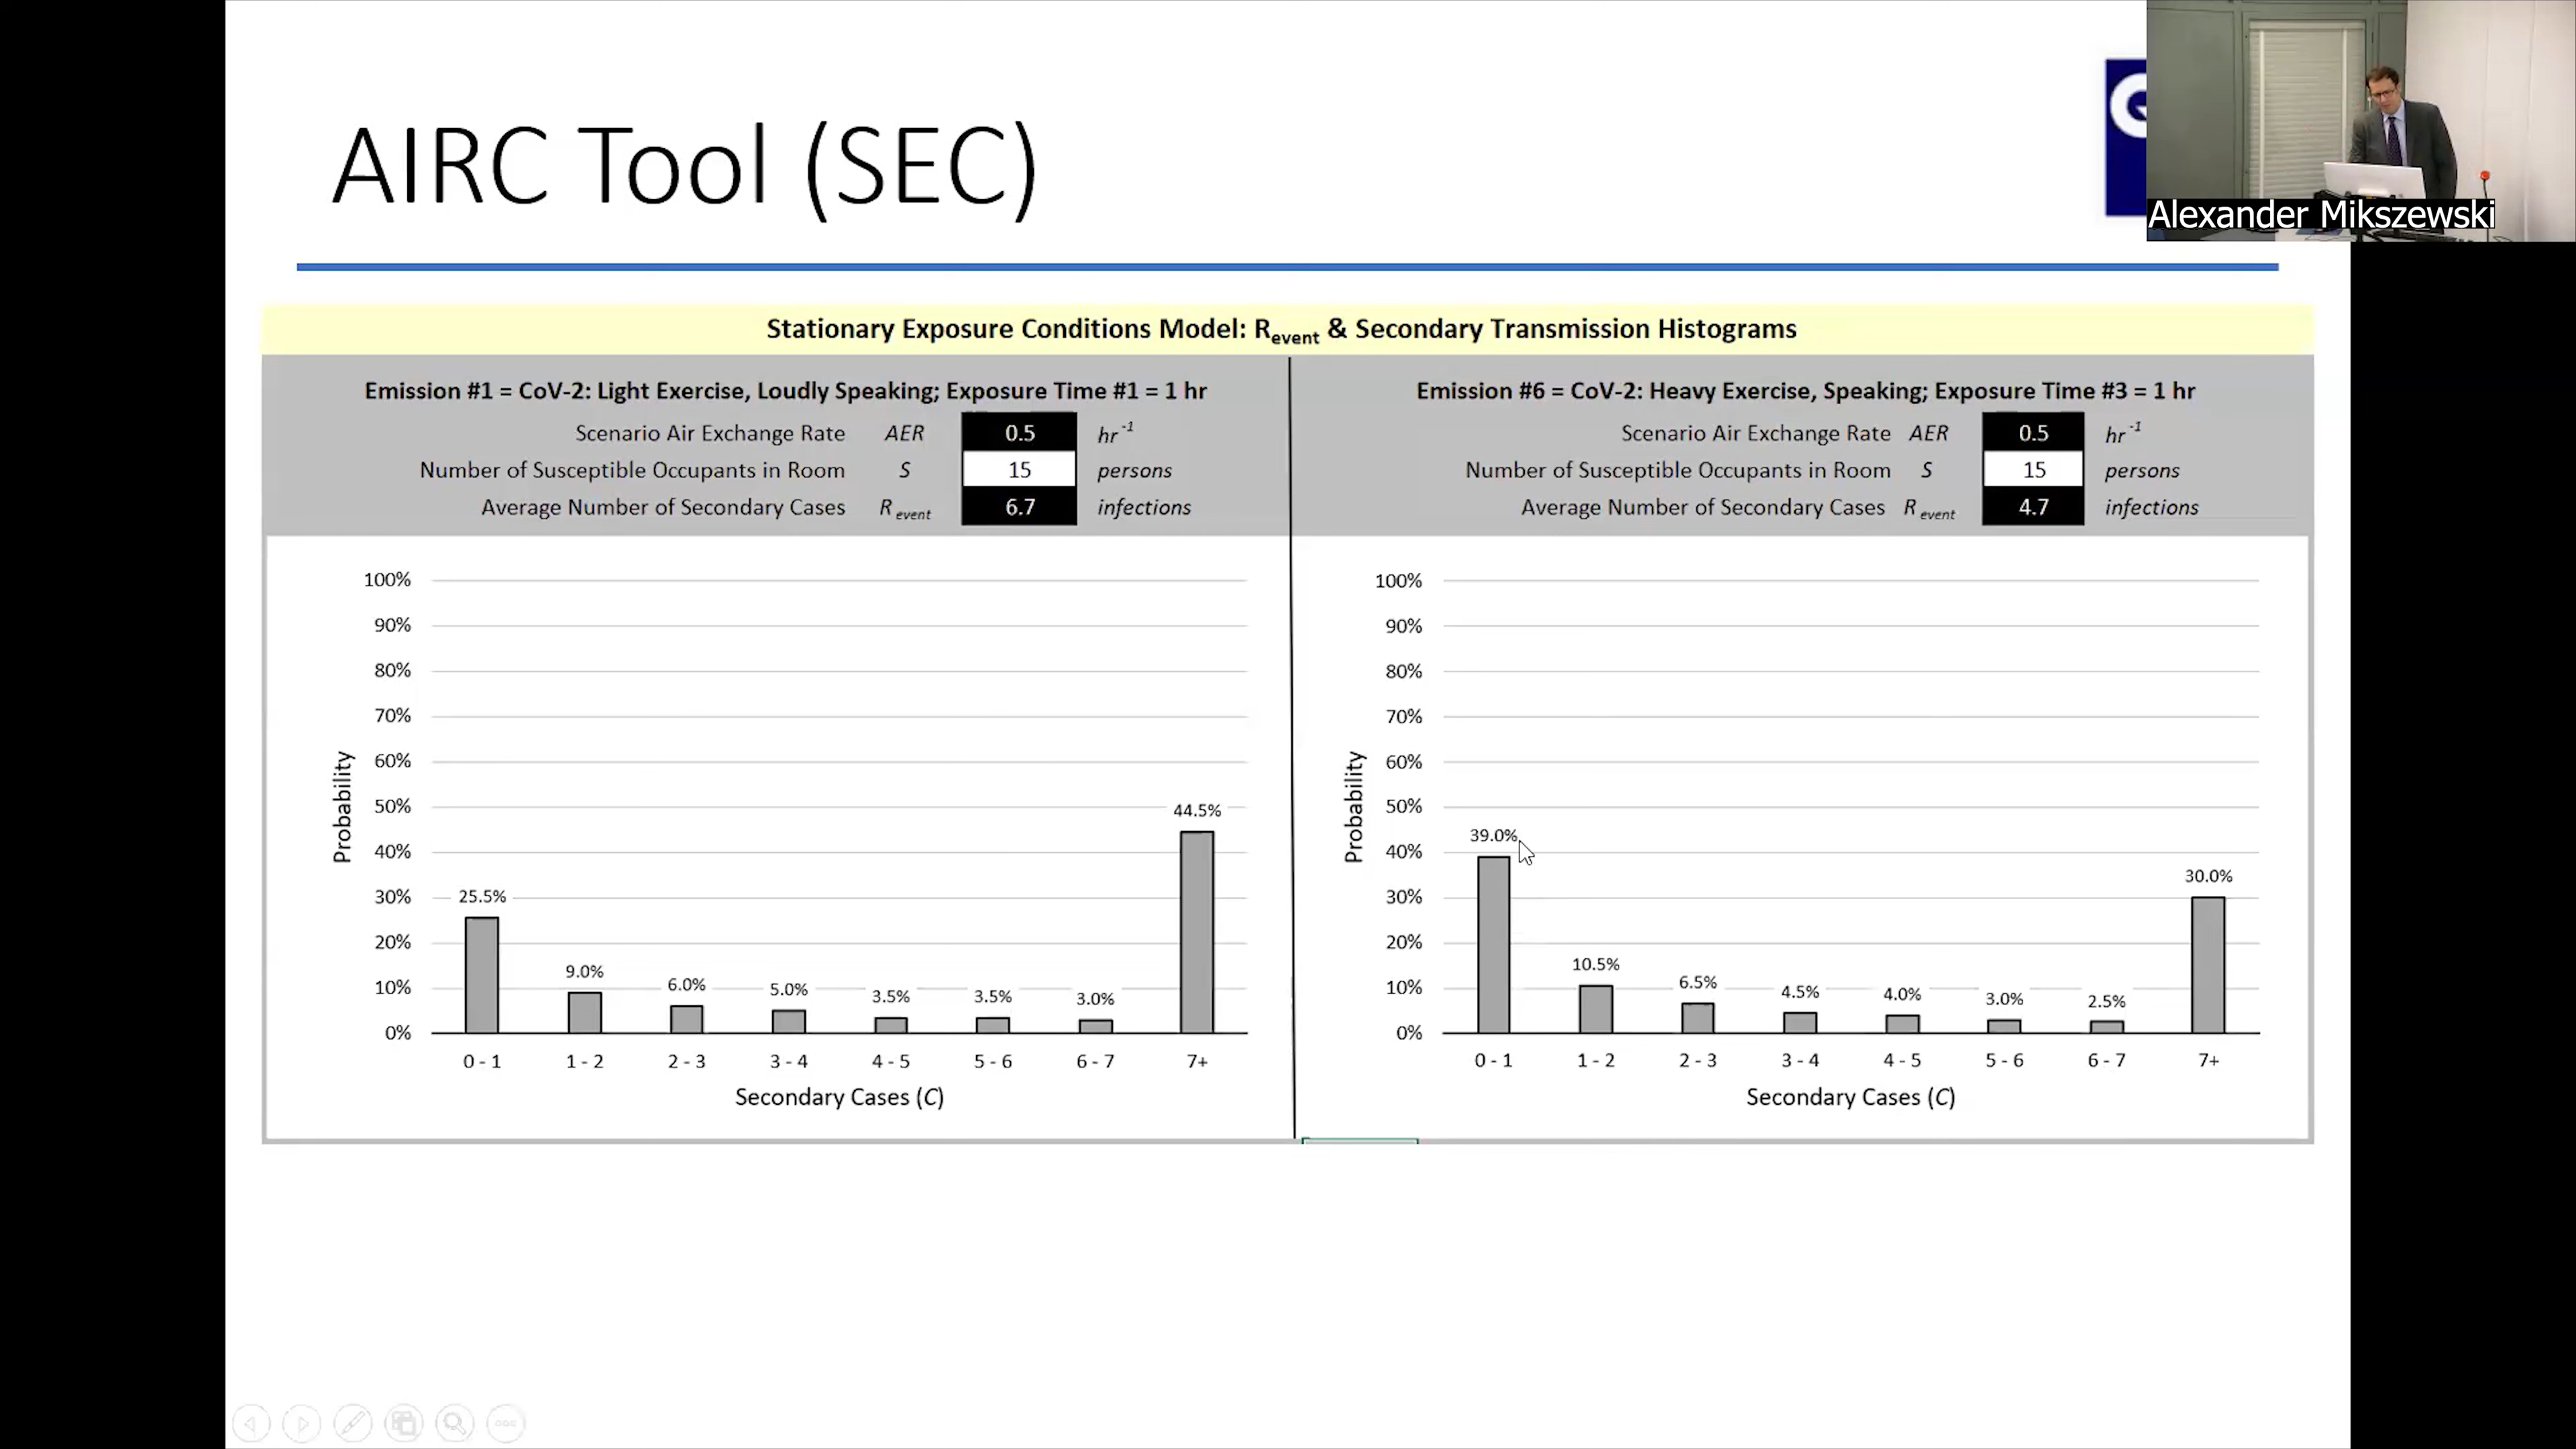 AIRC Tool (SEC)
Alexander Mikszewski
Stationary Exposure Conditions Model: Revent & Secondary Transmission Histograms
Emission #1 = CoV-2: Light Exercise, Loudly Speaking; Exposure Time #1 = 1 hr
Scenario Air Exchange Rate AER 0.5 hr-1
Number of Susceptible Occupants in Room S 15 persons
Average Number of Secondary Cases R event 6.7 infections
100%
90%
80%
70%
60%
50%
40%
30%
20%
10%
0%
Probability
25.5%
9.0%
6.0%
5.0%
3.5%
3.5%
3.0%
44.5%
0 - 1 1 - 2 2 - 3 3 - 4 4 - 5 5 - 6 6 - 7 7+
Secondary Cases (C)
Emission #6 = CoV-2: Heavy Exercise, Speaking; Exposure Time #3 = 1 hr
Scenario Air Exchange Rate AER 0.5 hr-1
Number of Susceptible Occupants in Room S 15 persons
Average Number of Secondary Cases R event 4.7 infections
100%
90%
80%
70%
60%
50%
40%
30%
20%
10%
0%
Probability
39.0%
10.5%
6.5%
4.5%
4.0%
3.0%
2.5%
30.0%
0 - 1 1 - 2 2 - 3 3 - 4 4 - 5 5 - 6 6 - 7 7+
Secondary Cases (C)